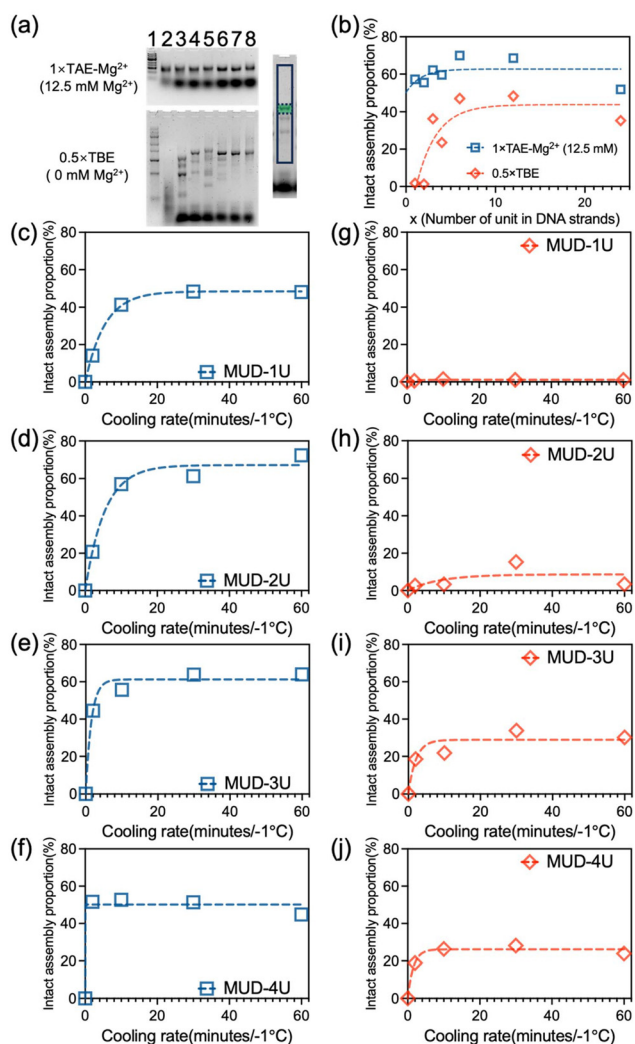 (a)
1 2 3 4 5 6 7 8
1×TAE-Mg²⁺
(12.5 mM Mg²⁺)
0.5×TBE
( 0 mM Mg²⁺)
(b)
Intact assembly proportion (%)
80
60
40
20
0
0 10 20
x (Number of unit in DNA strands)
1×TAE-Mg²⁺ (12.5 mM)
0.5×TBE
(c)
Intact assembly proportion(%)
80
60
40
20
0
0 20 40 60
MUD-1U
Cooling rate(minutes/-1°C)
(g)
Intact assembly proportion(%)
80
60
40
20
0
0 20 40 60
MUD-1U
Cooling rate(minutes/-1°C)
(d)
Intact assembly proportion(%)
80
60
40
20
0
0 20 40 60
MUD-2U
Cooling rate(minutes/-1°C)
(h)
Intact assembly proportion(%)
80
60
40
20
0
0 20 40 60
MUD-2U
Cooling rate(minutes/-1°C)
(e)
Intact assembly proportion(%)
80
60
40
20
0
0 20 40 60
MUD-3U
Cooling rate(minutes/-1°C)
(i)
Intact assembly proportion(%)
80
60
40
20
0
0 20 40 60
MUD-3U
Cooling rate(minutes/-1°C)
(f)
Intact assembly proportion(%)
80
60
40
20
0
0 20 40 60
MUD-4U
Cooling rate(minutes/-1°C)
(j)
Intact assembly proportion(%)
80
60
40
20
0
0 20 40 60
MUD-4U
Cooling rate(minutes/-1°C)